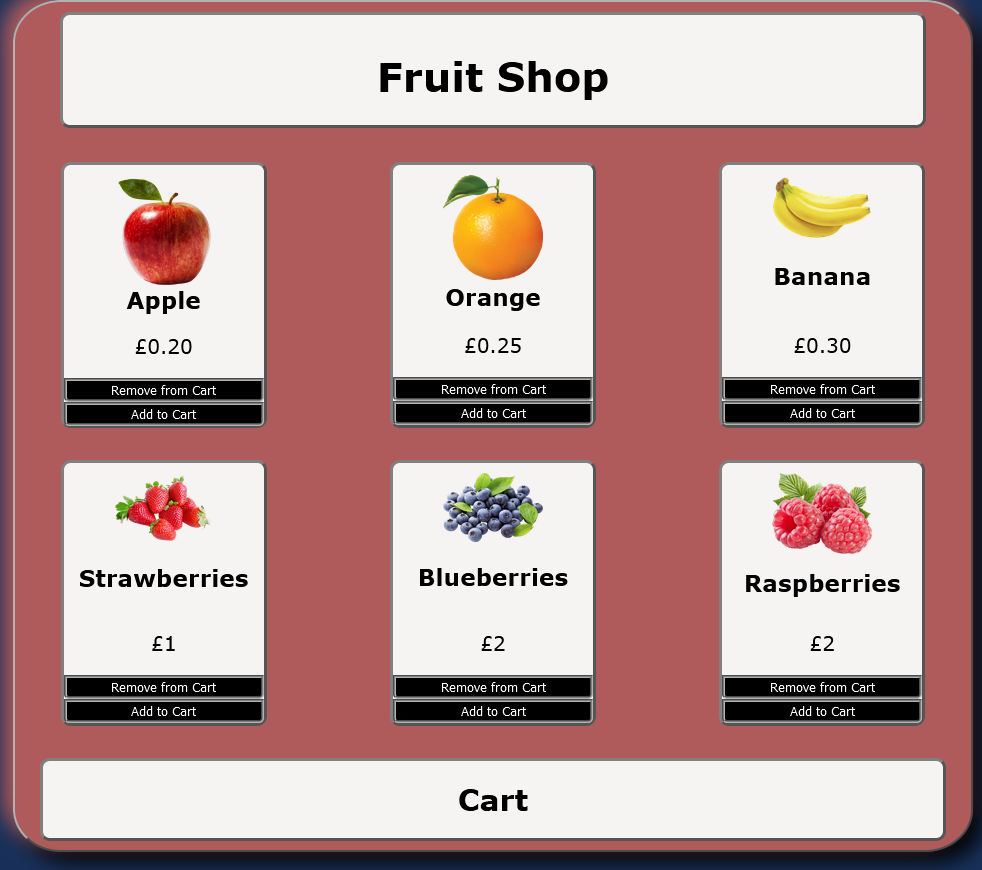 Fruit Shop
Apple
£0.20
Remove from Cart
Add to Cart
Orange
£0.25
Remove from Cart
Add to Cart
Banana
£0.30
Remove from Cart
Add to Cart
Strawberries
£1
Remove from Cart
Add to Cart
Blueberries
£2
Remove from Cart
Add to Cart
Raspberries
£2
Remove from Cart
Add to Cart
Cart